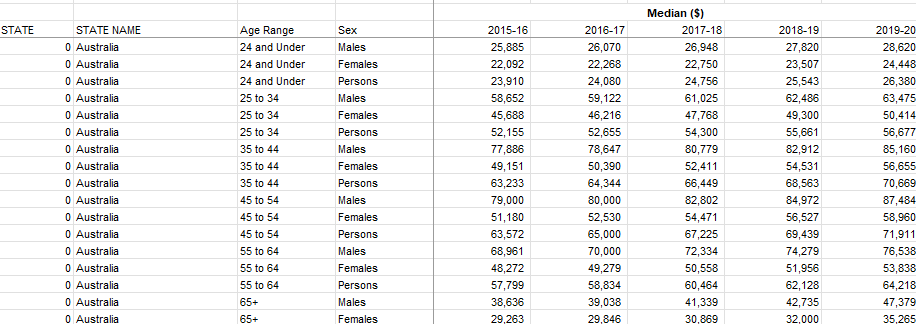 Median ($)
STATE STATE NAME Age Range Sex 2015-16 2016-17 2017-18 2018-19 2019-20
0 Australia 24 and Under Males 25,885 26,070 26,948 27,820 28,620
0 Australia 24 and Under Females 22,092 22,268 22,750 23,507 24,448
0 Australia 24 and Under Persons 23,910 24,080 24,756 25,543 26,380
0 Australia 25 to 34 Males 58,652 59,122 61,025 62,486 63,475
0 Australia 25 to 34 Females 45,688 46,216 47,768 49,300 50,414
0 Australia 25 to 34 Persons 52,155 52,655 54,300 55,661 56,677
0 Australia 35 to 44 Males 77,886 78,647 80,779 82,912 85,160
0 Australia 35 to 44 Females 49,151 50,390 52,411 54,531 56,655
0 Australia 35 to 44 Persons 63,233 64,344 66,449 68,563 70,669
0 Australia 45 to 54 Males 79,000 80,000 82,802 84,972 87,484
0 Australia 45 to 54 Females 51,180 52,530 54,471 56,527 58,960
0 Australia 45 to 54 Persons 63,572 65,000 67,225 69,439 71,911
0 Australia 55 to 64 Males 68,961 70,000 72,334 74,279 76,538
0 Australia 55 to 64 Females 48,272 49,279 50,558 51,956 53,838
0 Australia 55 to 64 Persons 57,799 58,834 60,464 62,128 64,218
0 Australia 65+ Males 38,636 39,038 41,339 42,735 47,379
0 Australia 65+ Females 29,263 29,846 30,869 32,000 35,265